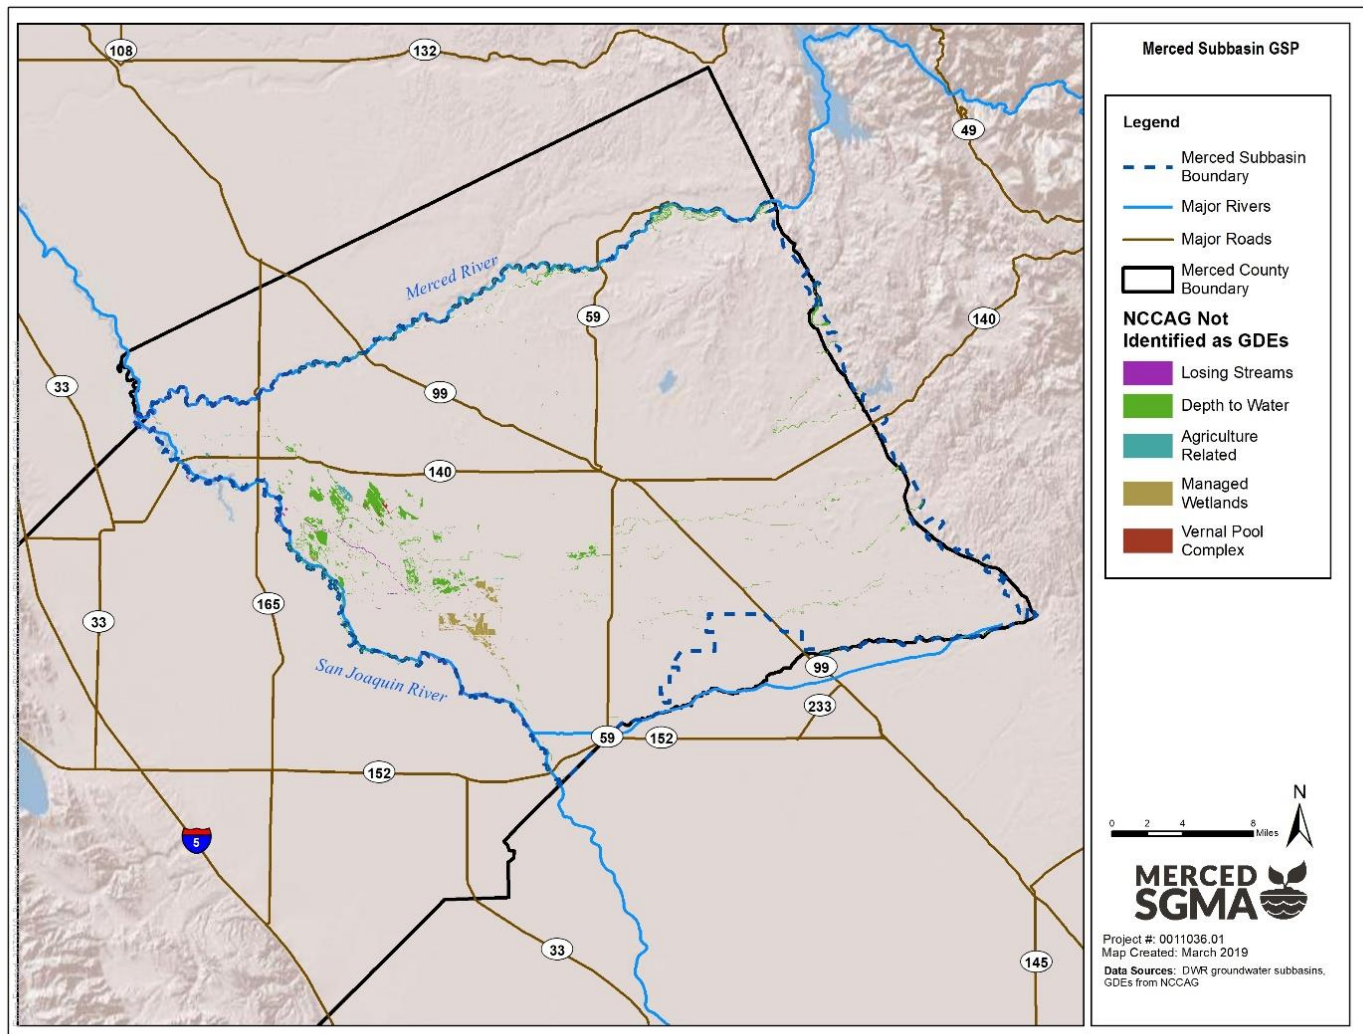 108
132
49
Merced River
59
140
33
99
140
165
33
San Joaquin River
99
233
59
152
152
5
33
145
Merced Subbasin GSP
Legend
Merced Subbasin
Boundary
Major Rivers
Major Roads
Merced County
Boundary
NCCAG Not
Identified as GDEs
Losing Streams
Depth to Water
Agriculture
Related
Managed
Wetlands
Vernal Pool
Complex
N
0 2 4 8 Miles
MERCED
SGMA
Project #: 0011036.01
Map Created: March 2019
Data Sources: DWR groundwater subbasins,
GDEs from NCCAG